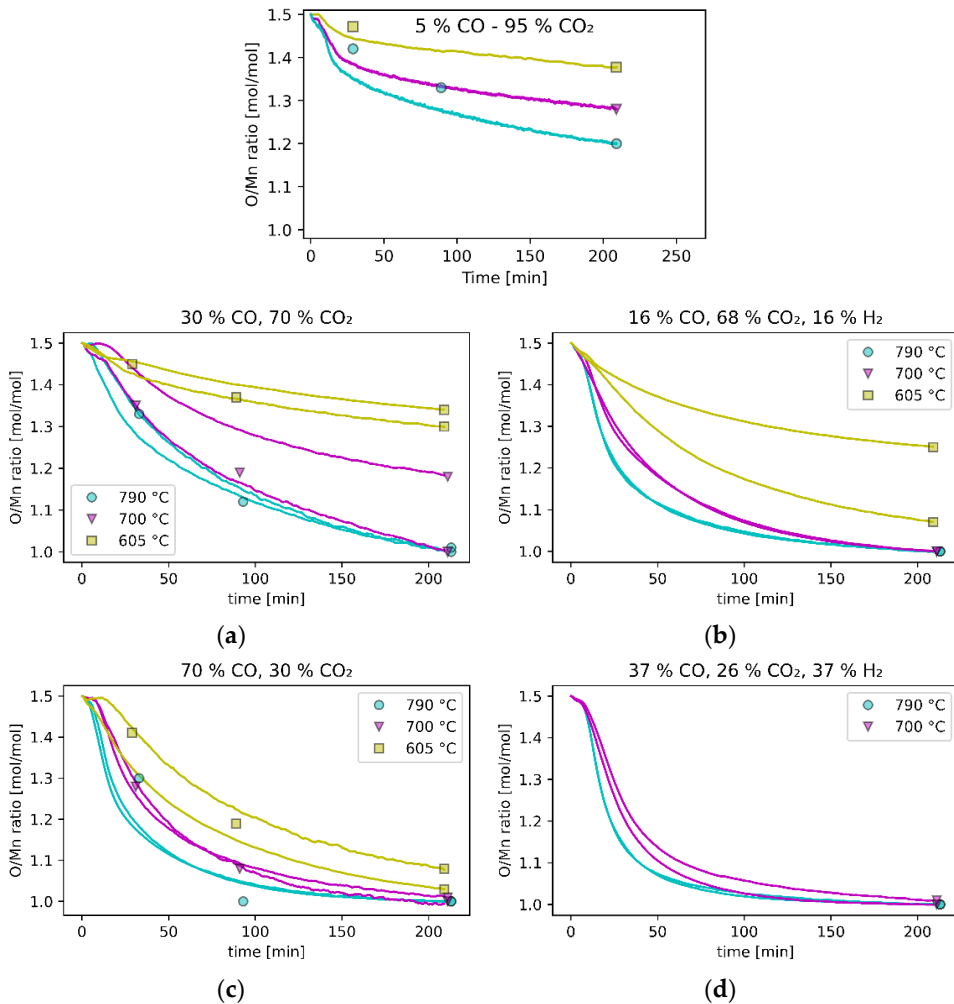 5 % CO - 95 % CO₂
O/Mn ratio [mol/mol]
1.5
1.4
1.3
1.2
1.1
1.0
0 50 100 150 200 250
Time [min]
30 % CO, 70 % CO₂
O/Mn ratio [mol/mol]
1.5
1.4
1.3
1.2
1.1
1.0
790 °C
700 °C
605 °C
0 50 100 150 200
time [min]
(a)
16 % CO, 68 % CO₂, 16 % H₂
O/Mn ratio [mol/mol]
1.5
1.4
1.3
1.2
1.1
1.0
790 °C
700 °C
605 °C
0 50 100 150 200
time [min]
(b)
70 % CO, 30 % CO₂
O/Mn ratio [mol/mol]
1.5
1.4
1.3
1.2
1.1
1.0
790 °C
700 °C
605 °C
0 50 100 150 200
time [min]
(c)
37 % CO, 26 % CO₂, 37 % H₂
O/Mn ratio [mol/mol]
1.5
1.4
1.3
1.2
1.1
1.0
790 °C
700 °C
0 50 100 150 200
time [min]
(d)